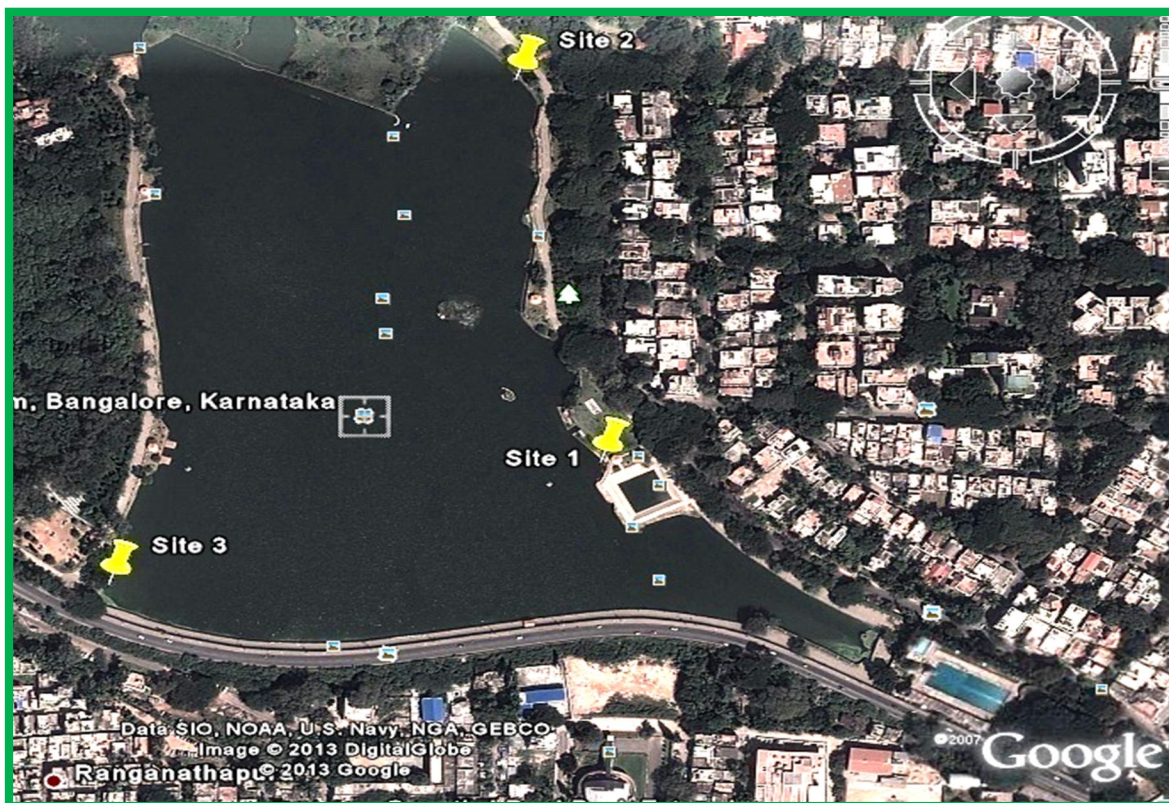 Site 2
m, Bangalore, Karnataka
Site 1
Site 3
Data SIO, NOAA, U.S. Navy, NGA, GEBCO
Image © 2013 DigitalGlobe
© 2013 Google
Ranganathapu
2007
Google